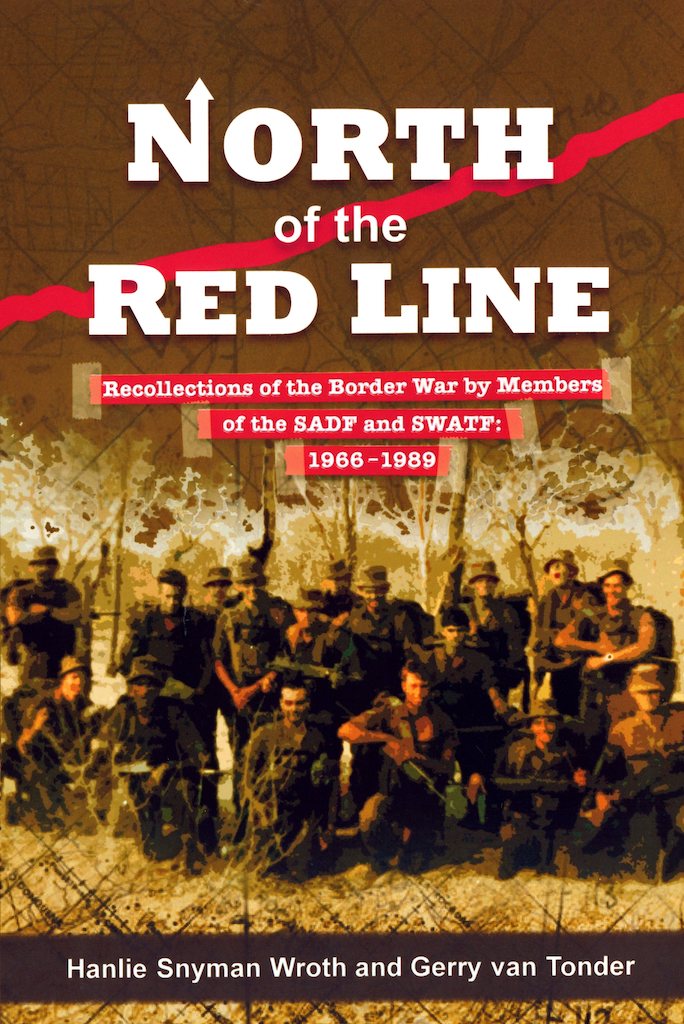 NORTH
of the
RED LINE
Recollections of the Border War by Members
of the SADF and SWATF:
1966–1989
Hanlie Snyman Wroth and Gerry van Tonder